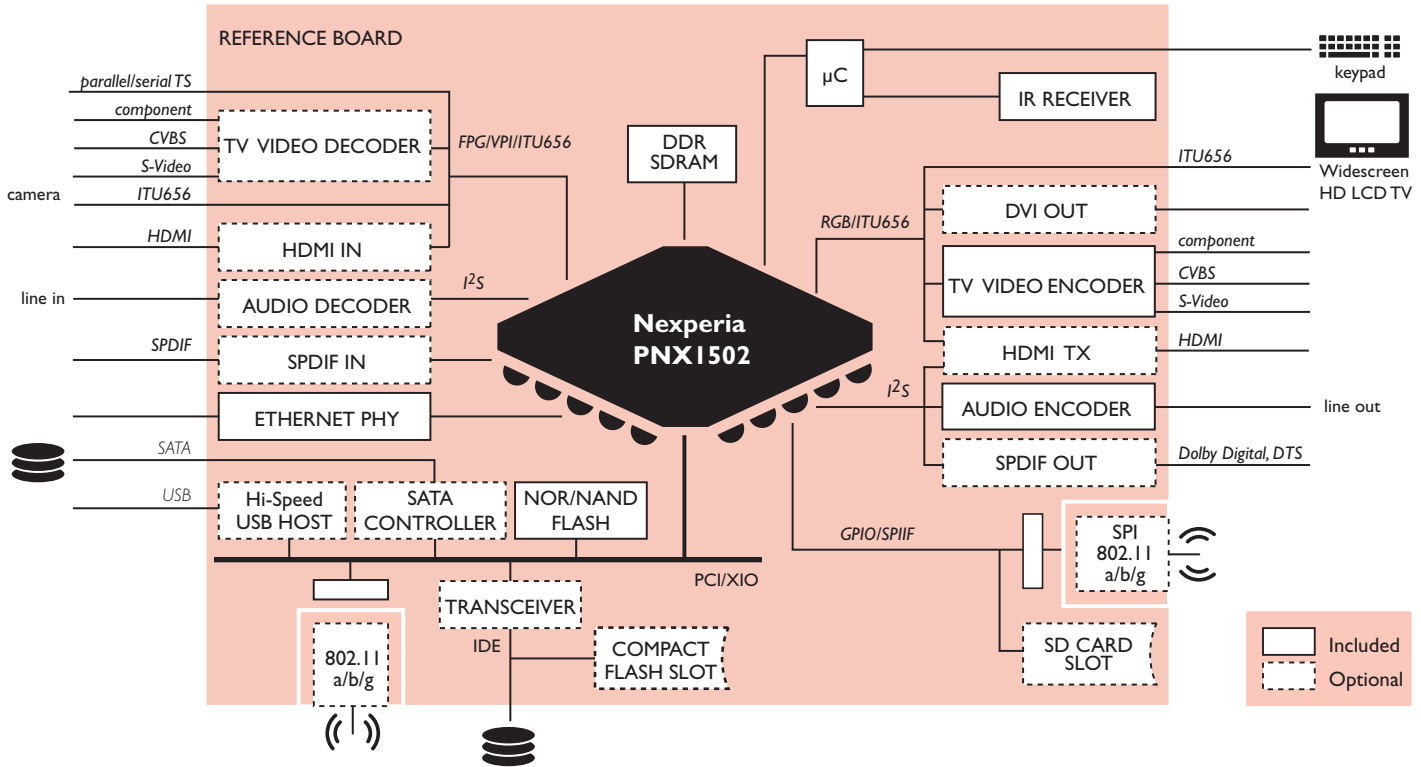 REFERENCE BOARD
parallel/serial TS
component
CVBS
S-Video
camera
ITU656
HDMI
line in
SPDIF
SATA
USB
TV VIDEO DECODER
FPG/VPI/ITU656
HDMI IN
AUDIO DECODER
I²S
SPDIF IN
ETHERNET PHY
Hi-Speed
USB HOST
SATA
CONTROLLER
NOR/NAND
FLASH
PCI/XIO
802.11
a/b/g
TRANSCEIVER
IDE
COMPACT
FLASH SLOT
DDR
SDRAM
Nexperia
PNX1502
µC
IR RECEIVER
keypad
ITU656
Widescreen
HD LCD TV
RGB/ITU656
DVI OUT
TV VIDEO ENCODER
component
CVBS
S-Video
HDMI TX
HDMI
I²S
AUDIO ENCODER
line out
SPDIF OUT
Dolby Digital, DTS
GPIO/SPIIF
SPI
802.11
a/b/g
SD CARD
SLOT
Included
Optional